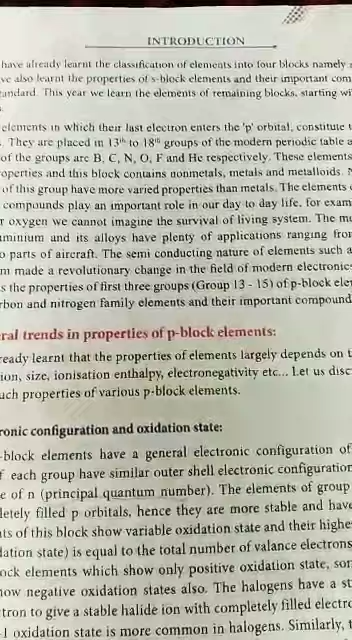 INTRODUCTION
have already learnt the classification of elements into four blocks namely
ve also learnt the properties of s-block elements and their important com
tandard. This year we learn the elements of remaining blocks, starting wi
elements in which their last electron enters the 'p' orbital, constitute t
. They are placed in 13th to 18th groups of the modern periodic table a
of the groups are B, C, N, O, F and He respectively. These elements
operties and this block contains nonmetals, metals and metalloids. N
of this group have more varied properties than metals. The elements
compounds play an important role in our day to day life, for exam
r oxygen we cannot imagine the survival of living system. The m
uminium and its alloys have plenty of applications ranging from
o parts of aircraft. The semi conducting nature of elements such a
m made a revolutionary change in the field of modern electronics
s the properties of first three groups (Group 13 - 15) of p-block ele
rbon and nitrogen family elements and their important compound
ral trends in properties of p-block elements:
ready learnt that the properties of elements largely depends on t
ion, size, ionisation enthalpy, electronegativity etc... Let us disc
uch properties of various p-block elements.
ronic configuration and oxidation state:
-block elements have a general electronic configuration of
f each group have similar outer shell electronic configuration
e of n (principal quantum number). The elements of group
letely filled p orbitals, hence they are more stable and have
nts of this block show variable oxidation state and their highes
dation state) is equal to the total number of valance electrons
ock elements which show only positive oxidation state, som
how negative oxidation states also. The halogens have a st
tron to give a stable halide ion with completely filled electro
-1 oxidation state is more common in halogens. Similarly, t